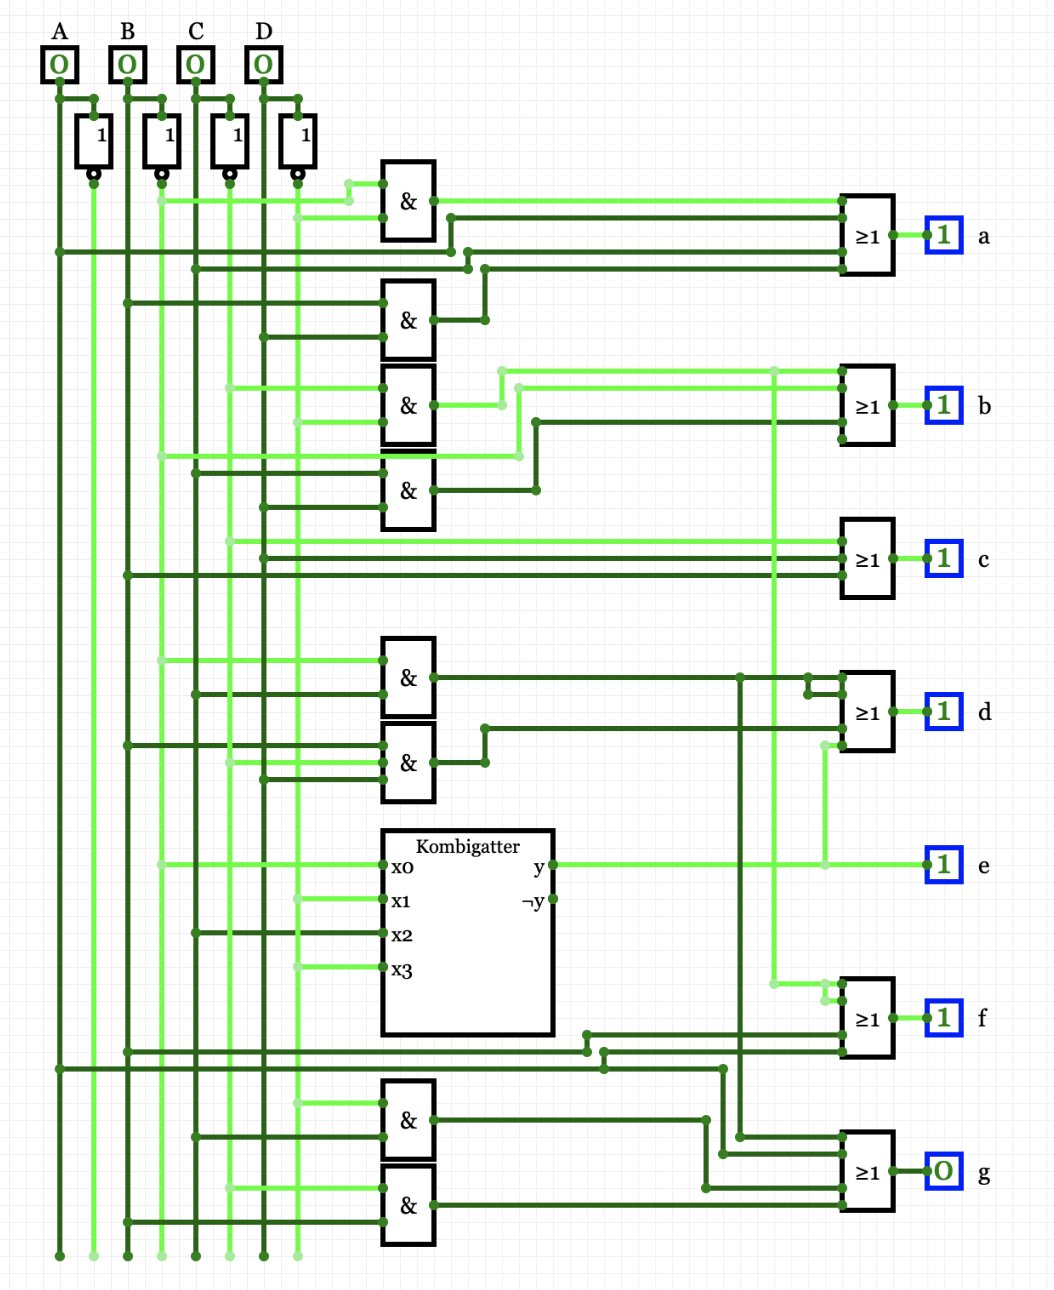 A B C D
0 0 0 0
1 1 1 1
&
≥1 1 a
&
&
≥1 1 b
&
≥1 1 c
&
≥1 1 d
&
Kombigatter
x0 y 1 e
x1 ¬y
x2
x3
≥1 1 f
&
≥1 0 g
&